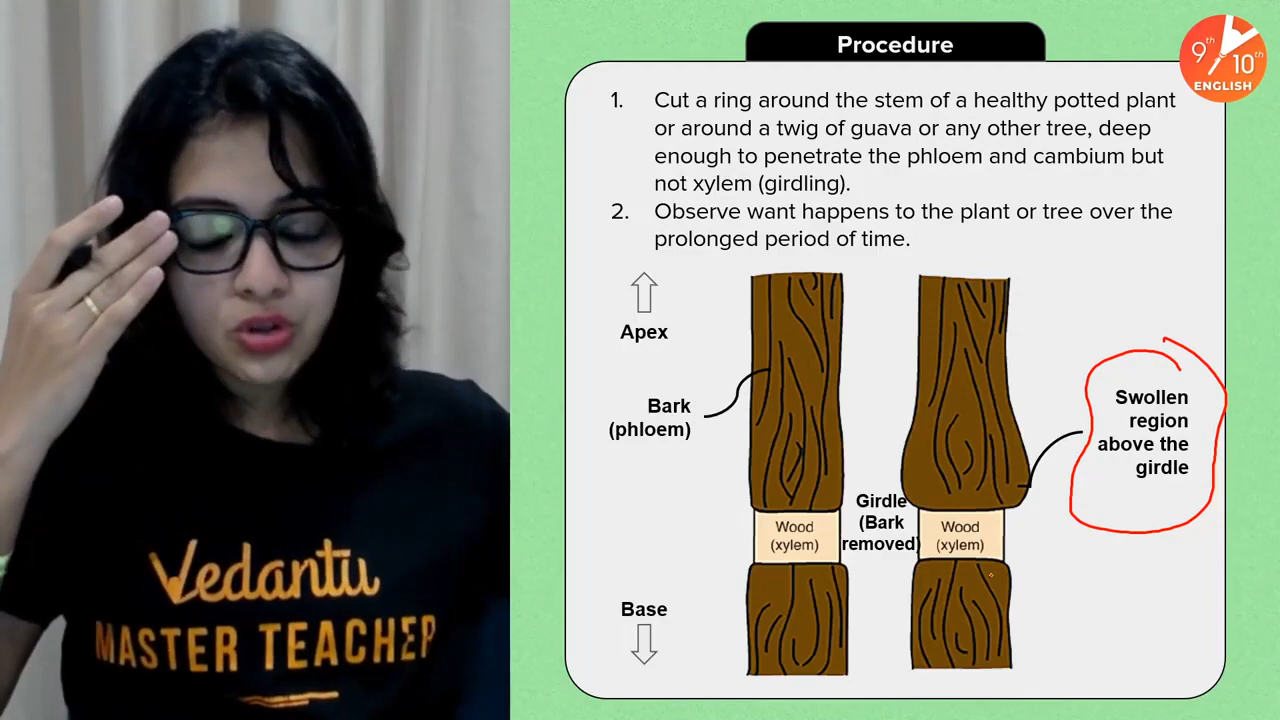 Procedure
9th
10th
ENGLISH
1. Cut a ring around the stem of a healthy potted plant
or around a twig of guava or any other tree, deep
enough to penetrate the phloem and cambium but
not xylem (girdling).
2. Observe want happens to the plant or tree over the
prolonged period of time.
Apex
Bark
(phloem)
Swollen
region
above the
girdle
Girdle
(Bark
removed)
Wood
(xylem)
Wood
(xylem)
Base
Vedantu
MASTER TEACHER